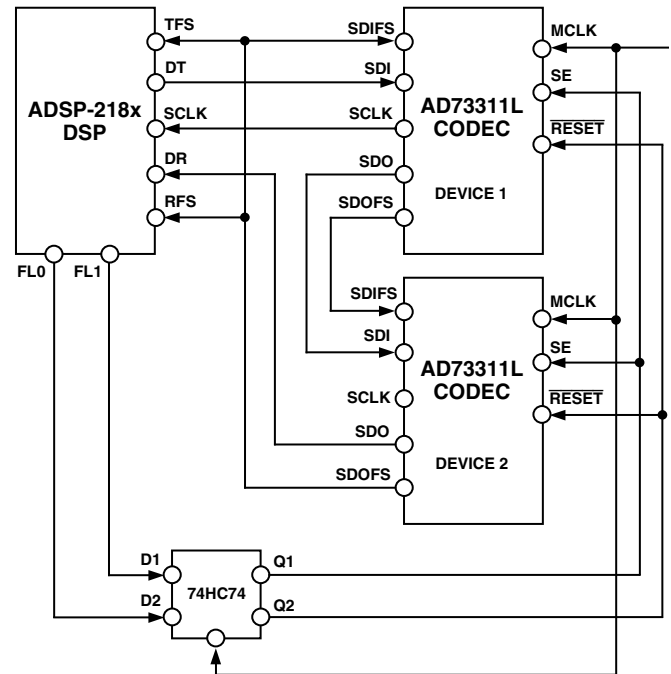 TFS
DT
ADSP-218x
DSP
SCLK
DR
RFS
FL0
FL1
SDIFS
SDI
SCLK
SDO
SDOFS
AD73311L
CODEC
DEVICE 1
MCLK
SE
RESET
SDIFS
SDI
SCLK
SDO
SDOFS
AD73311L
CODEC
DEVICE 2
MCLK
SE
RESET
D1
D2
74HC74
Q1
Q2